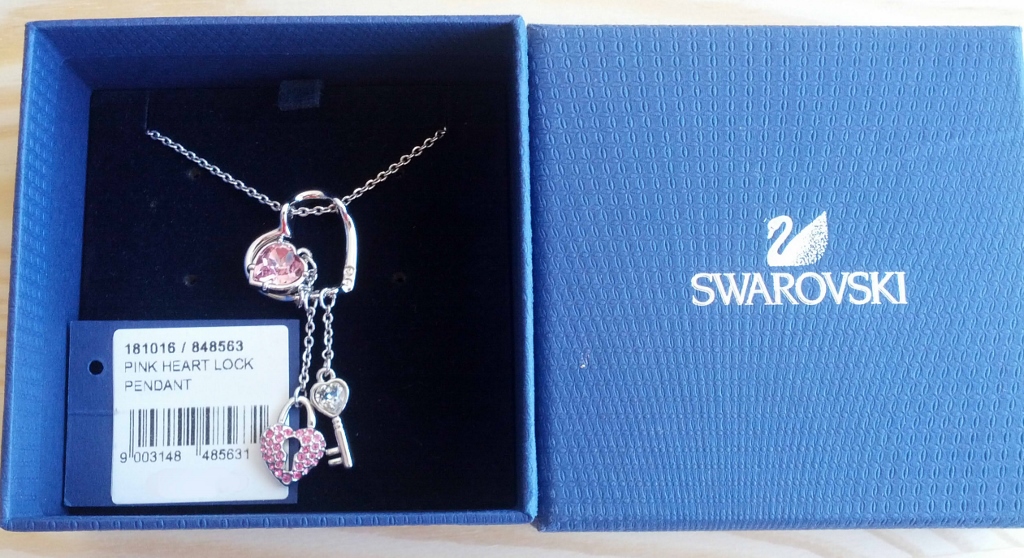 181016 / 848563
PINK HEART LOCK
PENDANT
9 003148 485631
SWAROVSKI